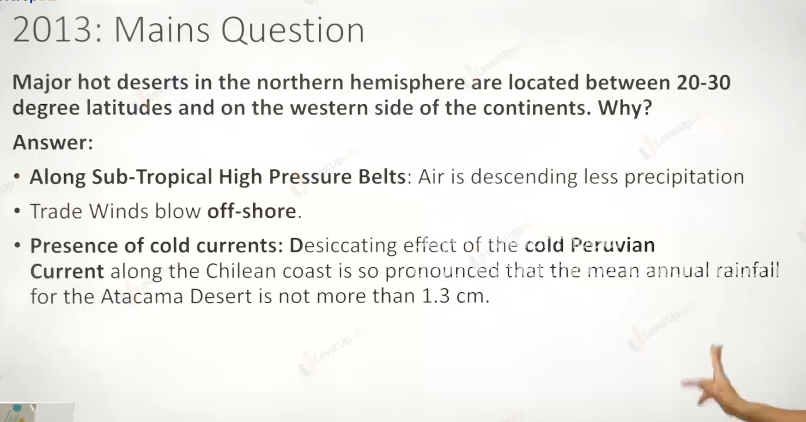 2013: Mains Question
Major hot deserts in the northern hemisphere are located between 20-30
degree latitudes and on the western side of the continents. Why?
Answer:
• Along Sub-Tropical High Pressure Belts: Air is descending less precipitation
• Trade Winds blow off-shore.
• Presence of cold currents: Desiccating effect of the cold Peruvian
Current along the Chilean coast is so pronounced that the mean annual rainfall
for the Atacama Desert is not more than 1.3 cm.